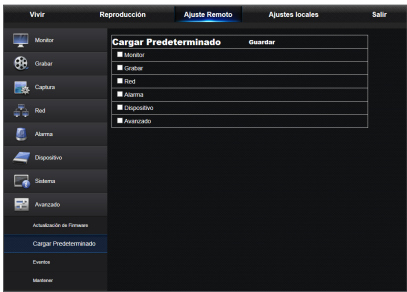 Vivir Reproducción Ajuste Remoto Ajustes locales Salir
Monitor
Grabar
Captura
Red
Alarma
Dispositivo
Sistema
Avanzado
Actualización de Firmware
Cargar Predeterminado
Eventos
Mantener
Cargar Predeterminado Guardar
Monitor
Grabar
Red
Alarma
Dispositivo
Avanzado